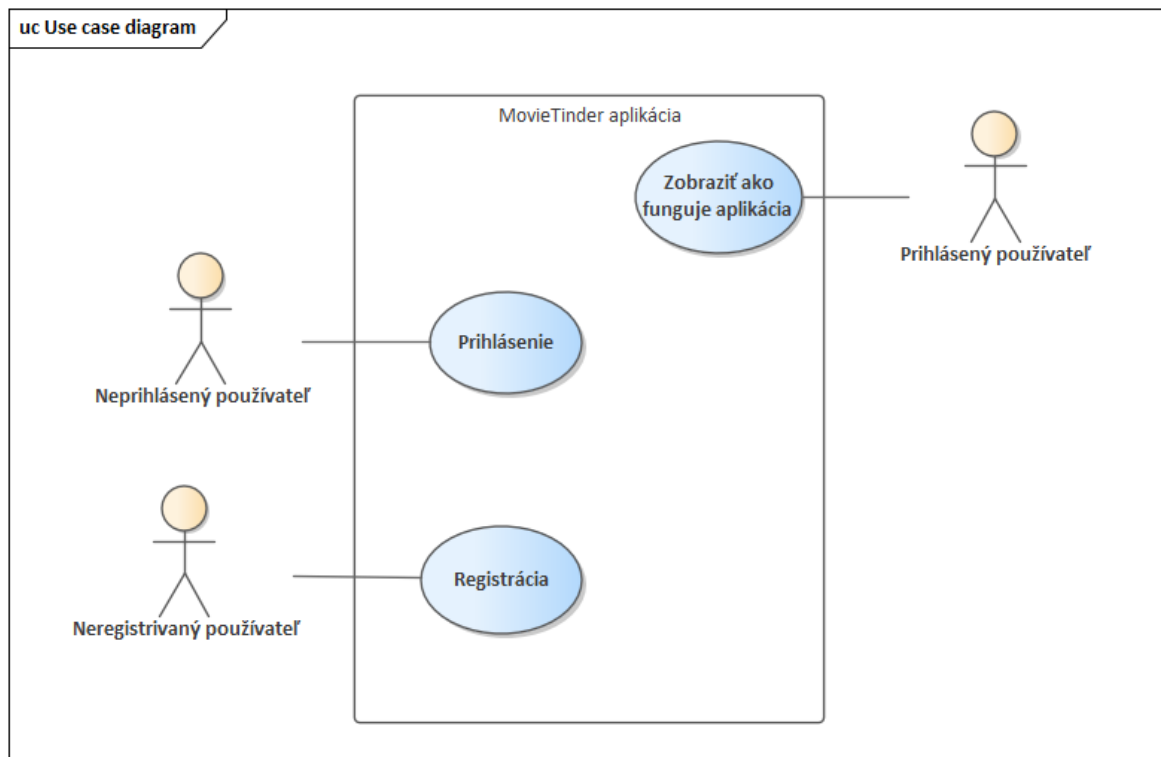 uc Use case diagram
MovieTinder aplikácia
Zobraziť ako
funguje aplikácia
Prihlásený používateľ
Prihlásenie
Neprihlásený používateľ
Registrácia
Neregistrivaný používateľ